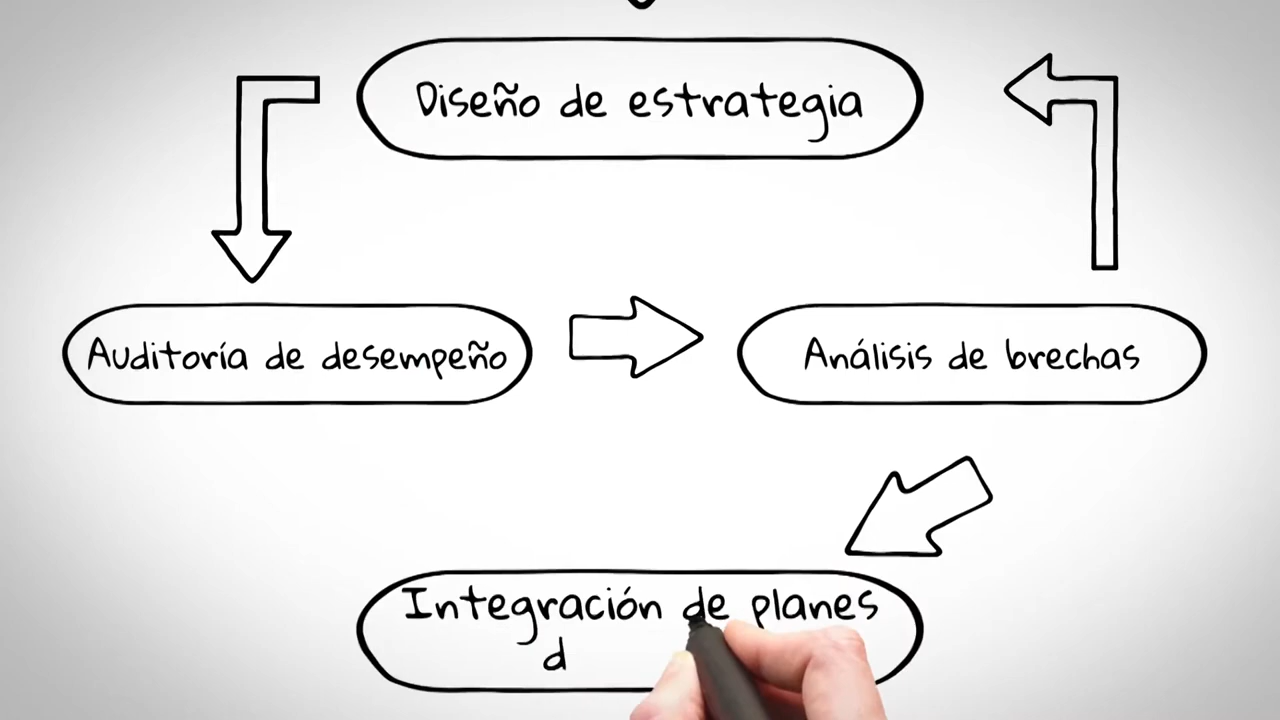 Diseño de estrategia
Auditoría de desempeño
Análisis de brechas
Integración de planes
d